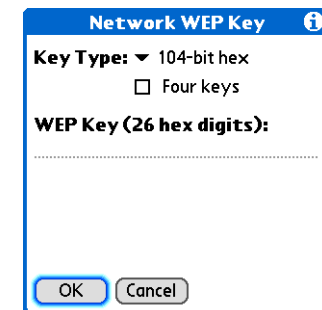 Network WEP Key
Key Type: 104-bit hex
Four keys
WEP Key (26 hex digits):
OK Cancel